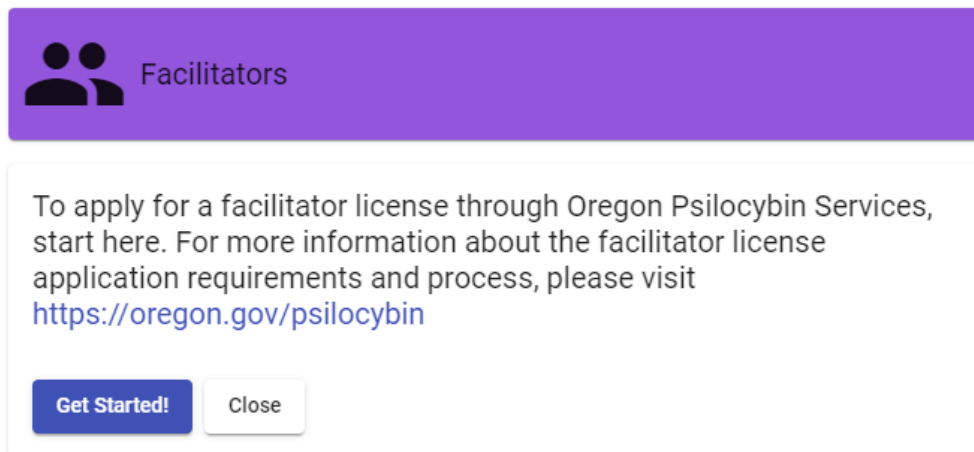 Facilitators
To apply for a facilitator license through Oregon Psilocybin Services,
start here. For more information about the facilitator license
application requirements and process, please visit
https://oregon.gov/psilocybin
Get Started!
Close